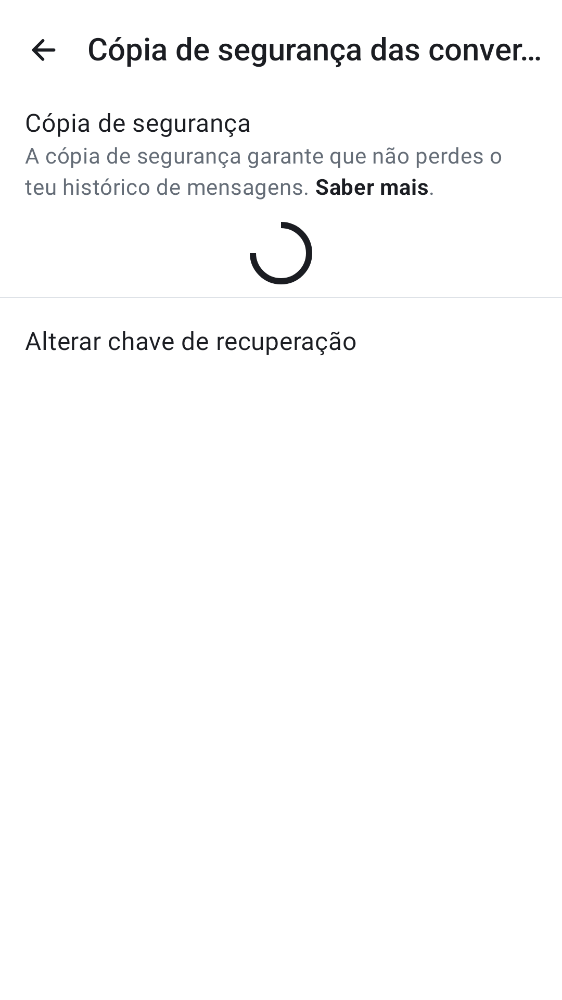 Cópia de segurança das conver...
Cópia de segurança
A cópia de segurança garante que não perdes o
teu histórico de mensagens. Saber mais.
Alterar chave de recuperação